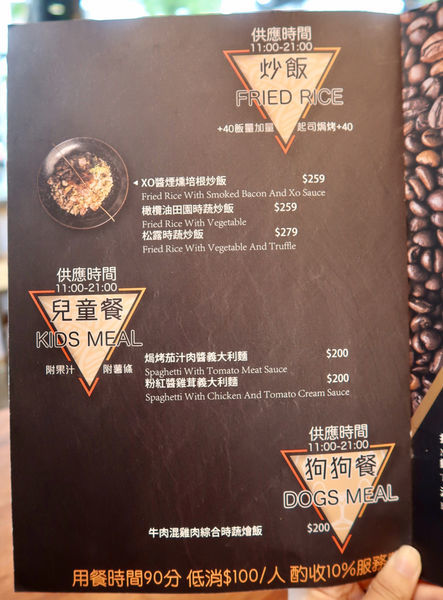 供應時間
11:00-21:00
炒飯
FRIED RICE
+40飯量加量 起司焗烤+40
XO醬煙燻培根炒飯 $259
Fried Rice With Smoked Bacon And Xo Sauce
橄欖油田園時蔬炒飯 $259
Fried Rice With Vegetable
松露時蔬炒飯 $279
Fried Rice With Vegetable And Truffle
供應時間
11:00-21:00
兒童餐
KIDS MEAL
附果汁 附薯條
焗烤茄汁肉醬義大利麵 $200
Spaghetti With Tomato Meat Sauce
粉紅醬雞茸義大利麵 $200
Spaghetti With Chicken And Tomato Cream Sauce
供應時間
11:00-21:00
狗狗餐
DOGS MEAL
$200
牛肉混雞肉綜合時蔬燴飯
用餐時間90分 低消$100/人 酌收10%服務